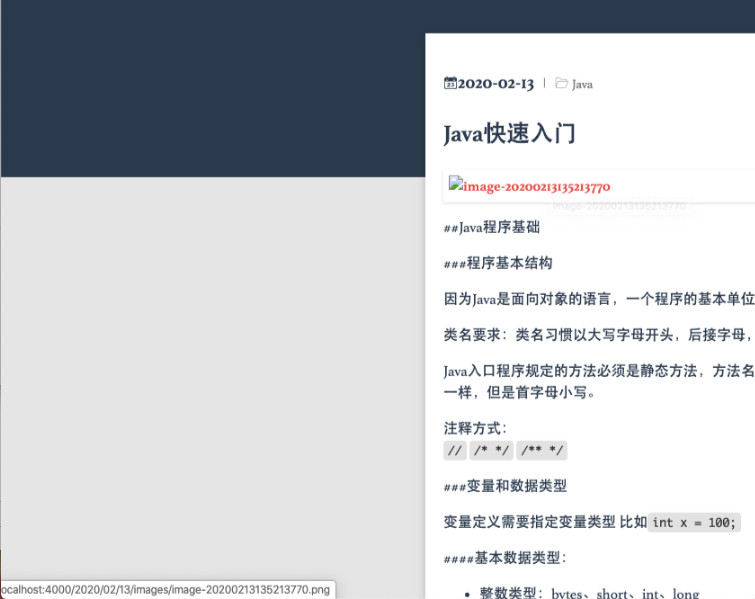 2020-02-13 | Java
Java快速入门
image-20200213135213770
image-20200213135213770
##Java程序基础
###程序基本结构
因为Java是面向对象的语言，一个程序的基本单位
类名要求：类名习惯以大写字母开头，后接字母，
Java入口程序规定的方法必须是静态方法，方法名
一样，但是首字母小写。
注释方式：
// /* */ /** */
###变量和数据类型
变量定义需要指定变量类型 比如 int x = 100;
####基本数据类型：
• 整数类型：bytes、short、int、long
ocalhost:4000/2020/02/13/images/image-20200213135213770.png